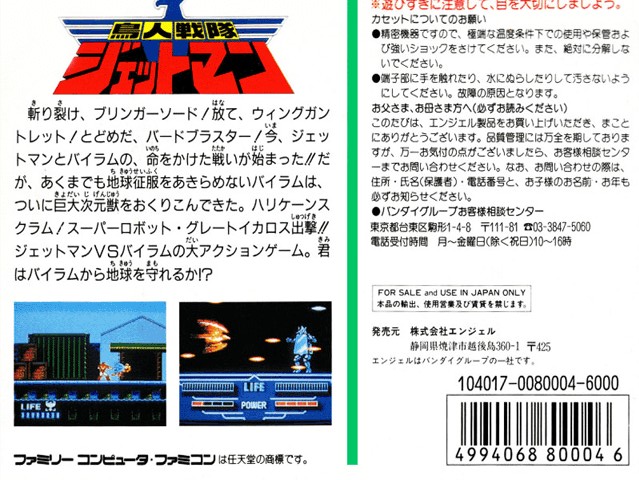 鳥人戦隊
ジェットマン
斬り裂け、ブリンガーソード!放て、ウィングガン
トレット!とどめだ、バードブラスター!今、ジェッ
トマンとバイラムの、命をかけた戦いが始まった!!だ
が、あくまでも地球征服をあきらめないバイラムは、
ついに巨大次元獣をおくりこんできた。ハリケーンス
クラム!スーパーロボット・グレートイカロス出撃!!
ジェットマンVSバイラムの大アクションゲーム。君
はバイラムから地球を守れるか!?
LIFE
LIFE
POWER
ファミリー コンピュータ・ファミコンは任天堂の商標です。
※遊びすぎに注意して、目を大切にしましょう。
カセットについてのお願い
●精密機器ですので、極端な温度条件下での使用や保管およ
び強いショックをさけてください。また、絶対に分解しな
いでください。
●端子部に手を触れたり、水にぬらしたりして汚さないよう
にしてください。故障の原因となります。
お父さま、お母さま方へ(必ずお読みください)
このたびは、エンジェル製品をお買い上げいただき、まこと
にありがとうございます。品質管理には万全を期しておりま
すが、万一お気付の点がございましたら、お客様相談センタ
ーまでお問い合わせください。なお、お問い合わせの際は、
住所・氏名(保護者)・電話番号と、お子様のお名前・お年も
必ずお知らせください。
●バンダイグループお客様相談センター
東京都台東区駒形1-4-8 〒111-81 ☎03-3847-5060
電話受付時間 月〜金曜日(除く祝日)10〜16時
FOR SALE and USE IN JAPAN ONLY
本品の輸出、使用営業及び賃貸を禁じます。
発売元 株式会社エンジェル
静岡県焼津市越後島360-1 〒425
エンジェルはバンダイグループの一社です。
104017-0080004-6000
4994068800046